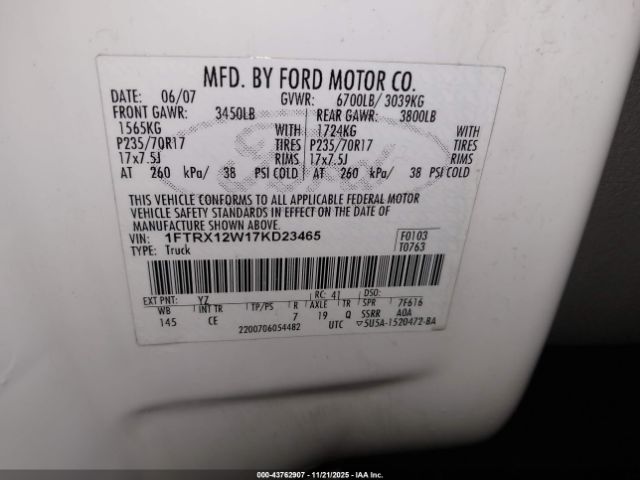 MFD. BY FORD MOTOR CO.
DATE: 06/07 GVWR: 6700LB/ 3039KG
FRONT GAWR: 3450LB REAR GAWR: 3800LB
1565KG WITH 1724KG WITH
P235/70R17 TIRES P235/70R17 TIRES
17x7.5J RIMS 17x7.5J RIMS
AT 260 kPa/ 38 PSI COLD AT 260 kPa/ 38 PSI COLD
THIS VEHICLE CONFORMS TO ALL APPLICABLE FEDERAL MOTOR
VEHICLE SAFETY STANDARDS IN EFFECT ON THE DATE OF
MANUFACTURE SHOWN ABOVE.
VIN: 1FTRX12W17KD23465 F0103
TYPE: Truck T0763
EXT PNT: YZ RC: 41 DSO:
WB INT TR TP/PS R AXLE TR SPR 7F616
145 CE 7 19 Q SSRR A0A
2200706054482 UTC ▽5U5A-1520472-BA
Ford
000-43762907 - 11/21/2025 - IAAI, Inc.